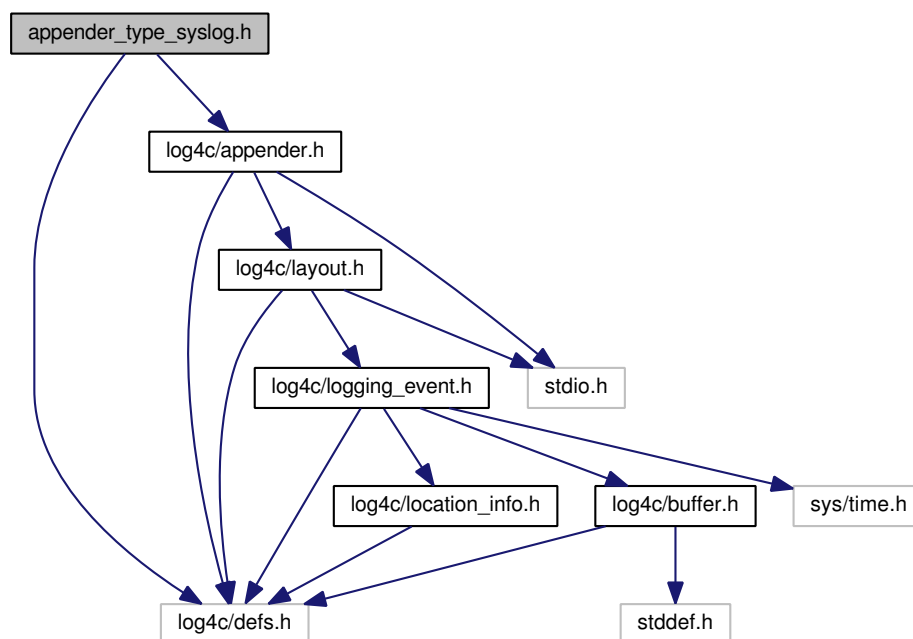 appender_type_syslog.h
log4c/appender.h
log4c/layout.h
log4c/logging_event.h
stdio.h
log4c/location_info.h
log4c/buffer.h
sys/time.h
log4c/defs.h
stddef.h